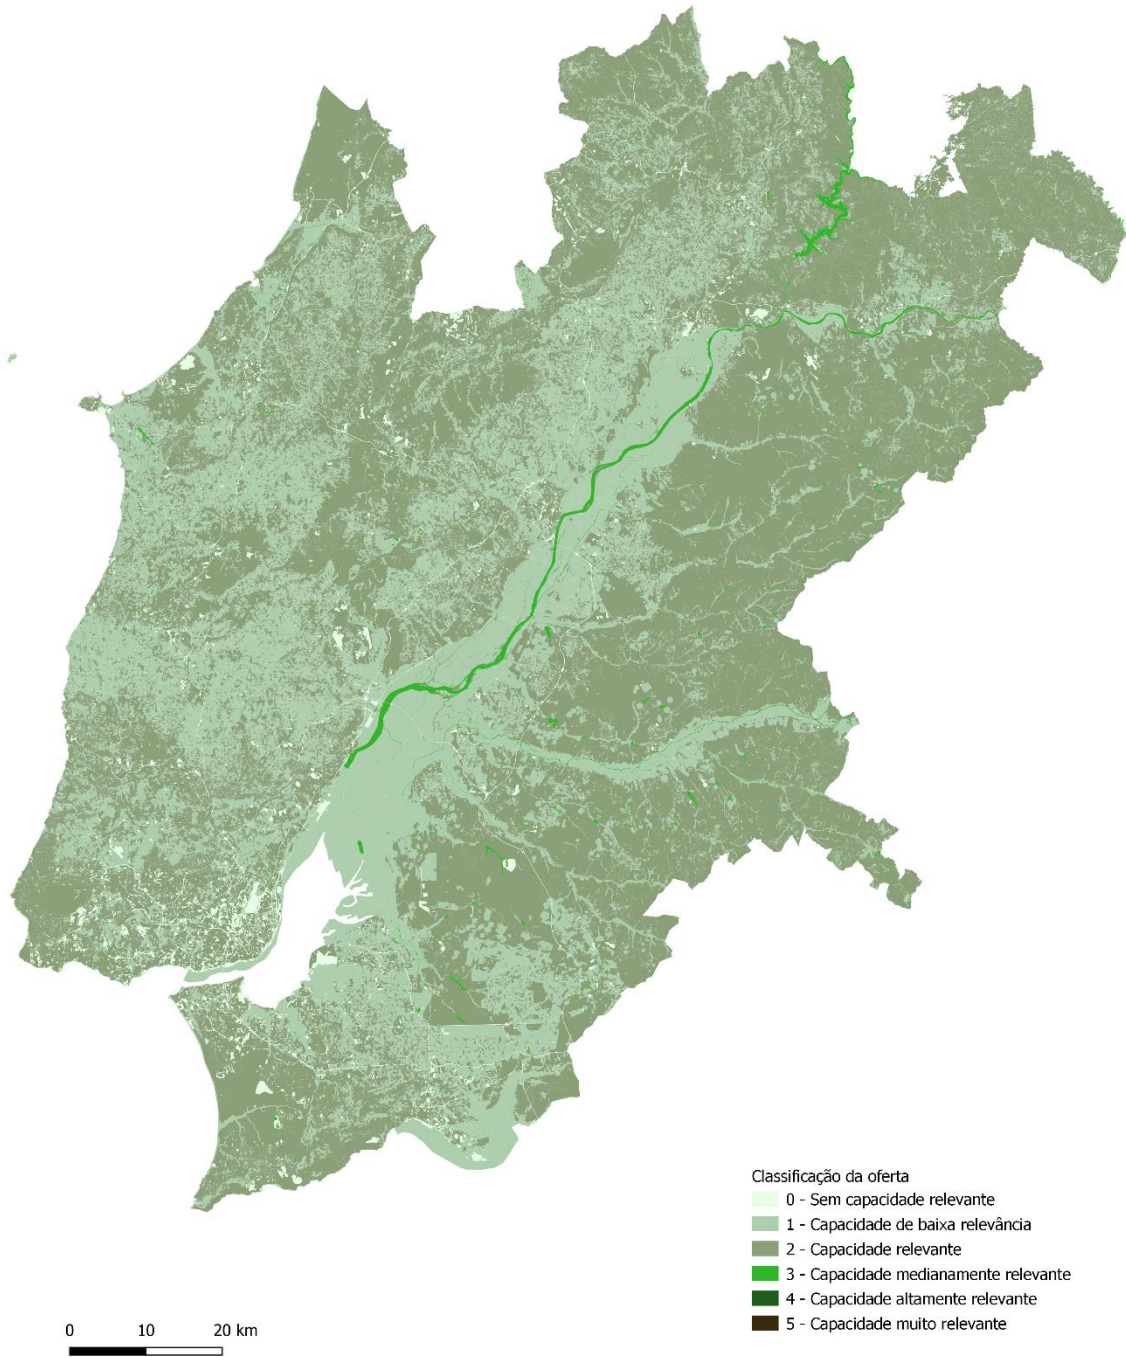 Classificação da oferta
0 - Sem capacidade relevante
1 - Capacidade de baixa relevância
2 - Capacidade relevante
3 - Capacidade medianamente relevante
4 - Capacidade altamente relevante
5 - Capacidade muito relevante
0 10 20 km